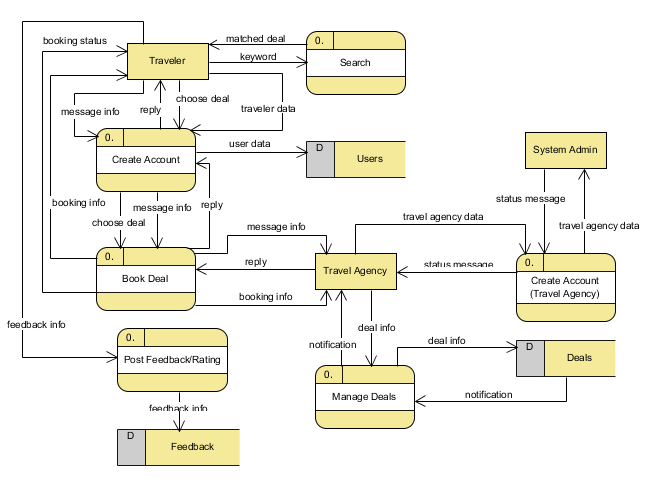 matched deal
0.
booking status
Traveler
keyword
Search
choose deal
message info
reply
traveler data
0.
user data
D
Create Account
Users
System Admin
status message
booking info
message info
reply
choose deal
travel agency data
travel agency data
message info
0.
0.
reply
status message
Travel Agency
Book Deal
Create Account
(Travel Agency)
booking info
feedback info
deal info
0.
notification
deal info
D
Post Feedback/Rating
Deals
0.
notification
Manage Deals
feedback info
D
Feedback